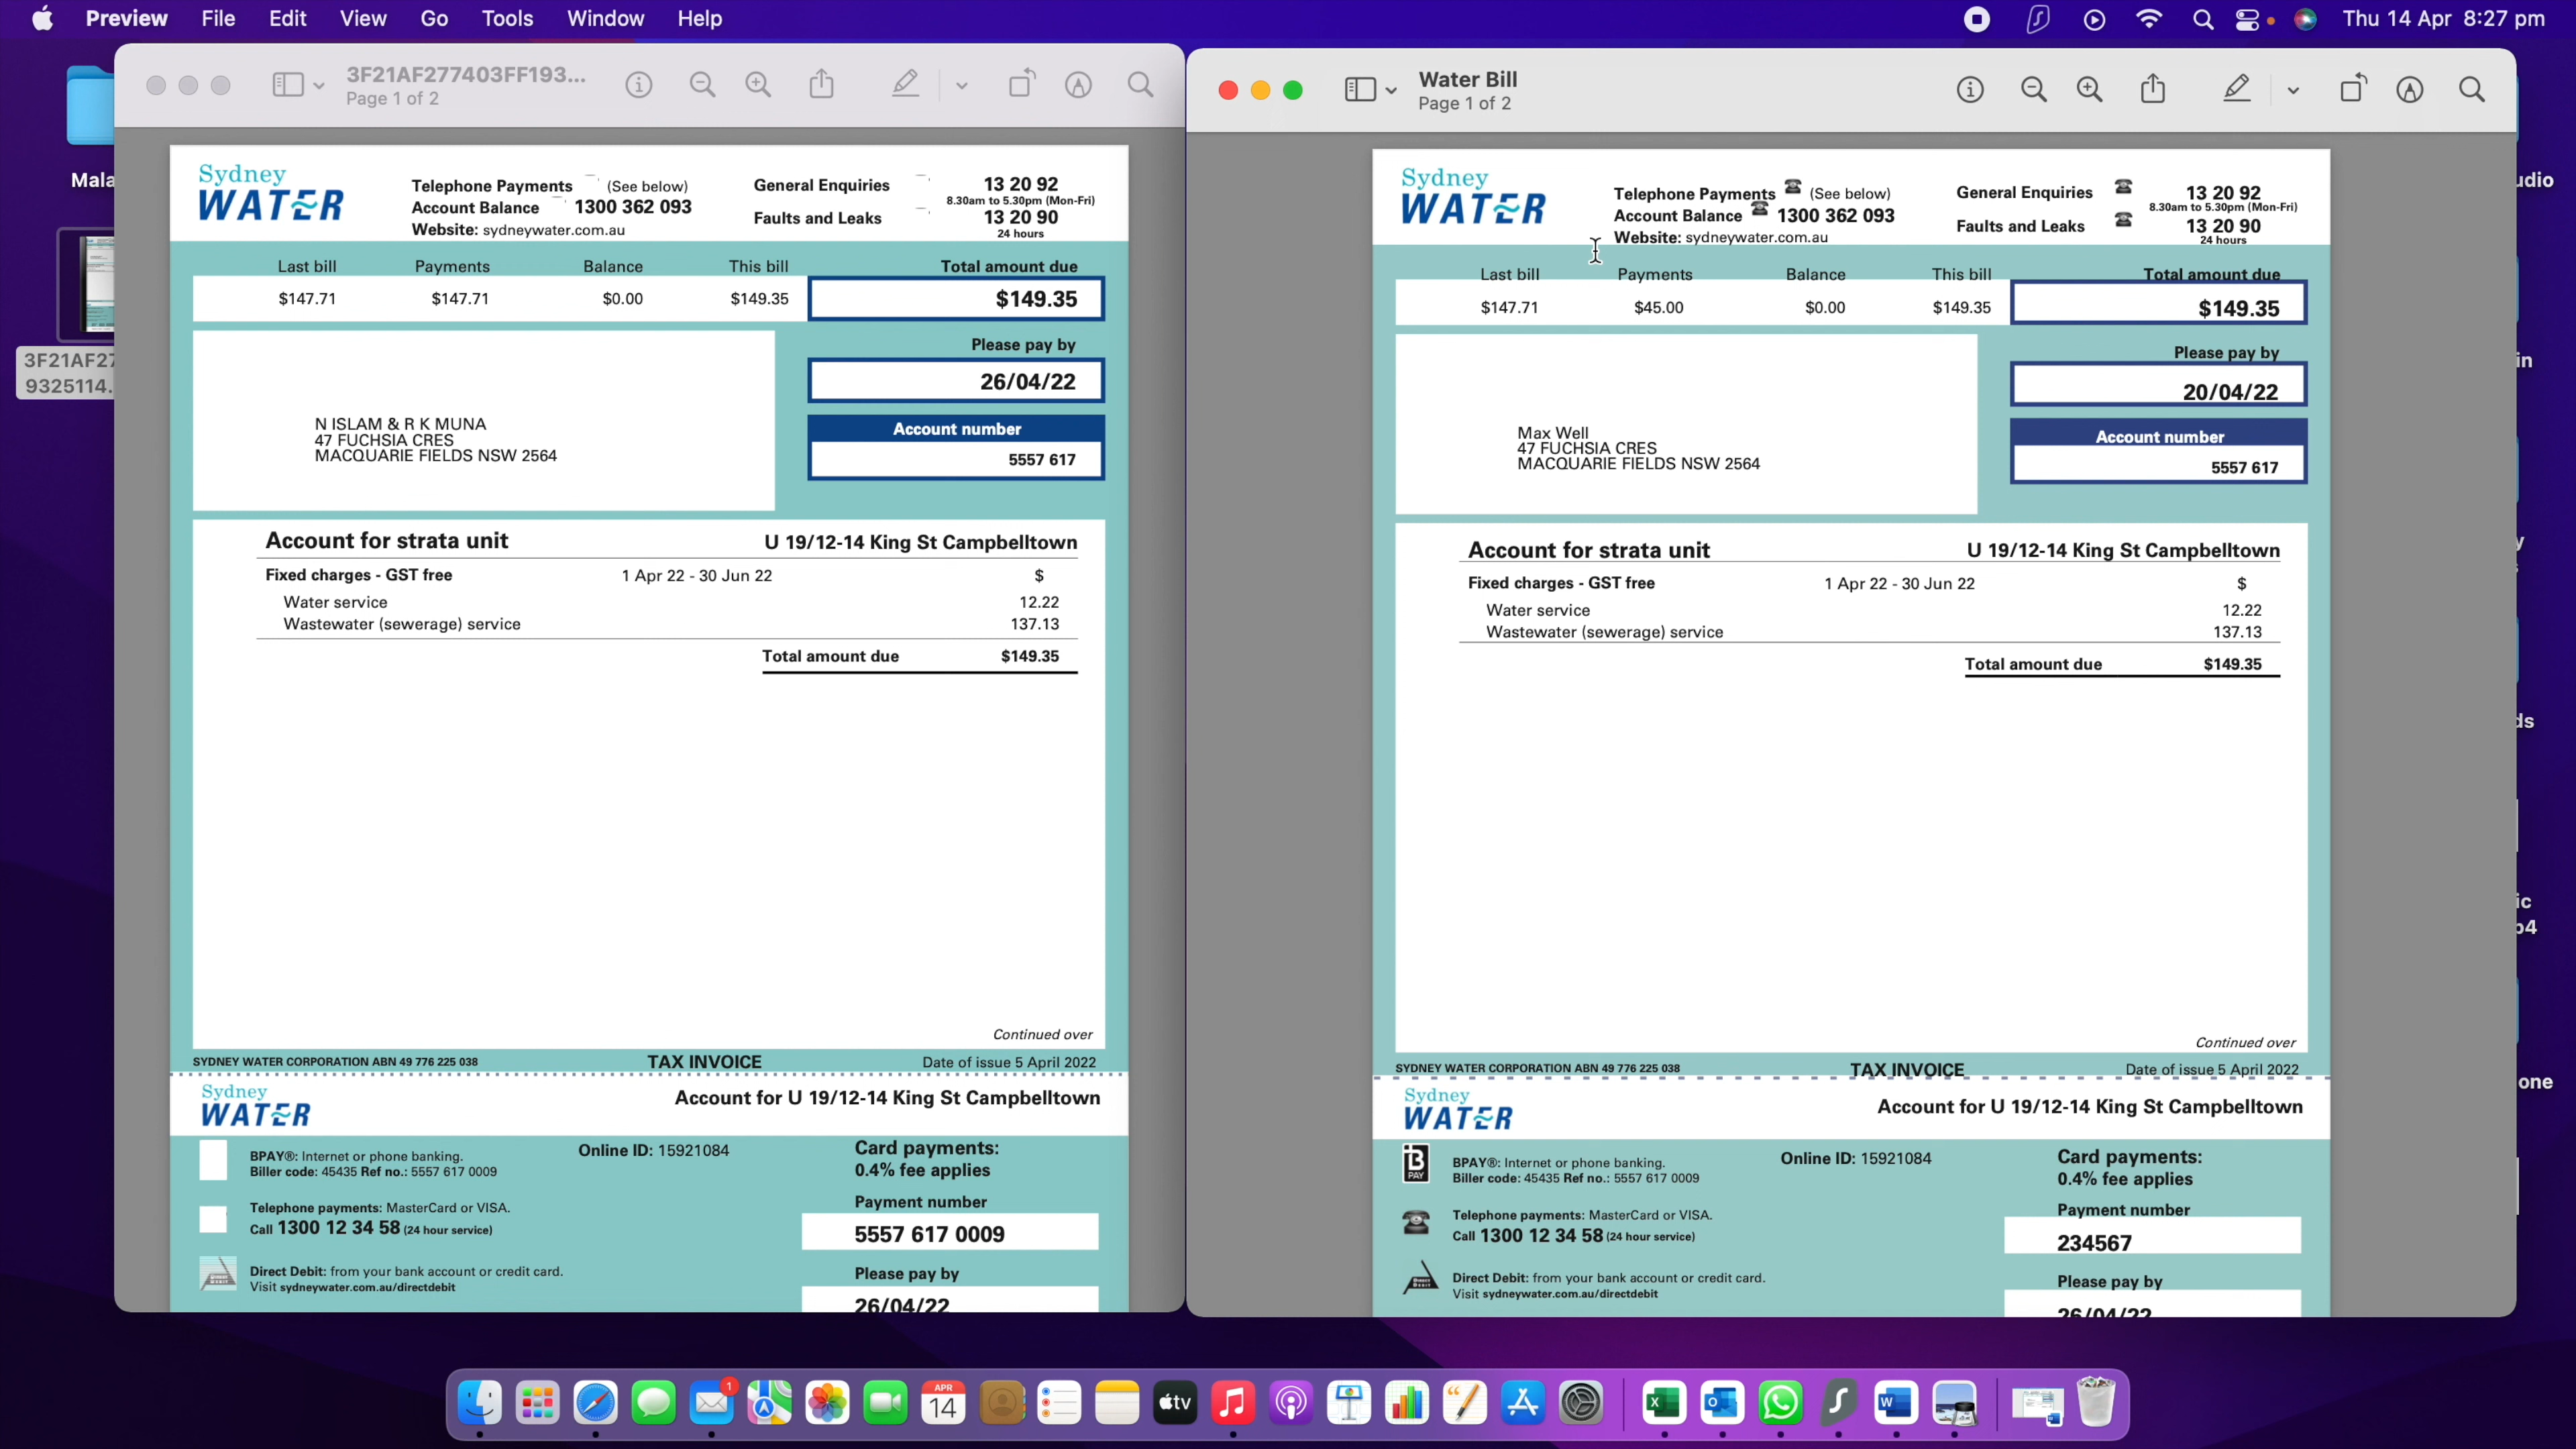 Preview File Edit View Go Tools Window Help
Thu 14 Apr 8:27 pm
Mala
3F21AF27
9325114.
3F21AF277403FF193...
Page 1 of 2
Sydney
WATER
Telephone Payments (See below)
Account Balance 1300 362 093
Website: sydneywater.com.au
General Enquiries 13 20 92
8.30am to 5.30pm (Mon-Fri)
Faults and Leaks 13 20 90
24 hours
Last bill Payments Balance This bill Total amount due
$147.71 $147.71 $0.00 $149.35 $149.35
Please pay by
26/04/22
N ISLAM & R K MUNA
47 FUCHSIA CRES
MACQUARIE FIELDS NSW 2564
Account number
5557 617
Account for strata unit U 19/12-14 King St Campbelltown
Fixed charges - GST free 1 Apr 22 - 30 Jun 22 $
Water service 12.22
Wastewater (sewerage) service 137.13
Total amount due $149.35
Continued over
SYDNEY WATER CORPORATION ABN 49 776 225 038 TAX INVOICE Date of issue 5 April 2022
Sydney
WATER
Account for U 19/12-14 King St Campbelltown
BPAY®: Internet or phone banking.
Biller code: 45435 Ref no.: 5557 617 0009
Online ID: 15921084
Card payments:
0.4% fee applies
Telephone payments: MasterCard or VISA.
Call 1300 12 34 58 (24 hour service)
Payment number
5557 617 0009
DIRECT DEBIT
Direct Debit: from your bank account or credit card.
Visit sydneywater.com.au/directdebit
Please pay by
26/04/22
Water Bill
Page 1 of 2
Sydney
WATER
Telephone Payments (See below)
Account Balance 1300 362 093
Website: sydneywater.com.au
General Enquiries 13 20 92
8.30am to 5.30pm (Mon-Fri)
Faults and Leaks 13 20 90
24 hours
Last bill Payments Balance This bill Total amount due
$147.71 $45.00 $0.00 $149.35 $149.35
Please pay by
20/04/22
Max Well
47 FUCHSIA CRES
MACQUARIE FIELDS NSW 2564
Account number
5557 617
Account for strata unit U 19/12-14 King St Campbelltown
Fixed charges - GST free 1 Apr 22 - 30 Jun 22 $
Water service 12.22
Wastewater (sewerage) service 137.13
Total amount due $149.35
Continued over
SYDNEY WATER CORPORATION ABN 49 776 225 038 TAX INVOICE Date of issue 5 April 2022
Sydney
WATER
Account for U 19/12-14 King St Campbelltown
B
PAY
BPAY®: Internet or phone banking.
Biller code: 45435 Ref no.: 5557 617 0009
Online ID: 15921084
Card payments:
0.4% fee applies
Telephone payments: MasterCard or VISA.
Call 1300 12 34 58 (24 hour service)
Payment number
234567
DIRECT DEBIT
Direct Debit: from your bank account or credit card.
Visit sydneywater.com.au/directdebit
Please pay by
26/04/22
udio
in
y
ds
ic
p4
one
1
APR
14
tv
X
O
W